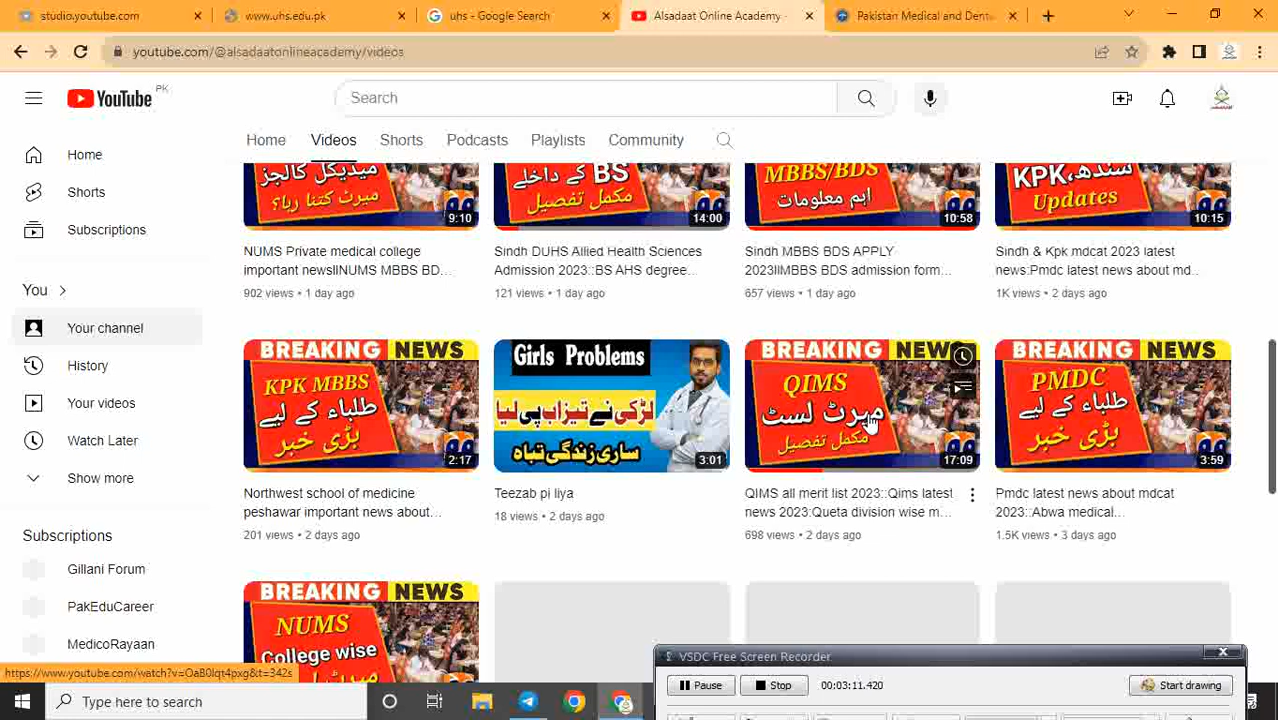 studio.youtube.com
www.uhs.edu.pk
uhs - Google Search
Alsadaat Online Academy -
Pakistan Medical and Dent
youtube.com/@alsadaatonlineacademy/videos
YouTube PK
Search
Home
Videos
Shorts
Podcasts
Playlists
Community
Home
Shorts
Subscriptions
You
Your channel
History
Your videos
Watch Later
Show more
Subscriptions
Gillani Forum
PakEduCareer
MedicoRayaan
میڈیکل کالجز
میرٹ کتنا رہا؟
9:10
BS کے داخلے
مکمل تفصیل
14:00
MBBS/BDS
اہم معلومات
10:58
سندھ،KPK
Updates
10:15
NUMS Private medical college
important newsIINUMS MBBS BD...
902 views • 1 day ago
Sindh DUHS Allied Health Sciences
Admission 2023::BS AHS degree...
121 views • 1 day ago
Sindh MBBS BDS APPLY
2023IIMBBS BDS admission form...
657 views • 1 day ago
Sindh & Kpk mdcat 2023 latest
news:Pmdc latest news about md...
1K views • 2 days ago
BREAKING NEWS
KPK MBBS
طلباء کے لیے
بڑی خبر
2:17
Girls Problems
لڑکی نے تیزاب پی لیا
ساری زندگی تباہ
3:01
BREAKING NEWS
QIMS
میرٹ لسٹ
مکمل تفصیل
17:09
BREAKING NEWS
PMDC
طلباء کے لیے
بڑی خبر
3:59
Northwest school of medicine
peshawar important news about...
201 views • 2 days ago
Teezab pi liya
18 views • 2 days ago
QIMS all merit list 2023::Qims latest
news 2023:Queta division wise m...
698 views • 2 days ago
Pmdc latest news about mdcat
2023::Abwa medical...
1.5K views • 3 days ago
BREAKING NEWS
NUMS
College wise
https://www.youtube.com/watch?v=OaB0lqt4pxg&t=342s
VSDC Free Screen Recorder
Pause
Stop
00:03:11.420
Start drawing
Type here to search